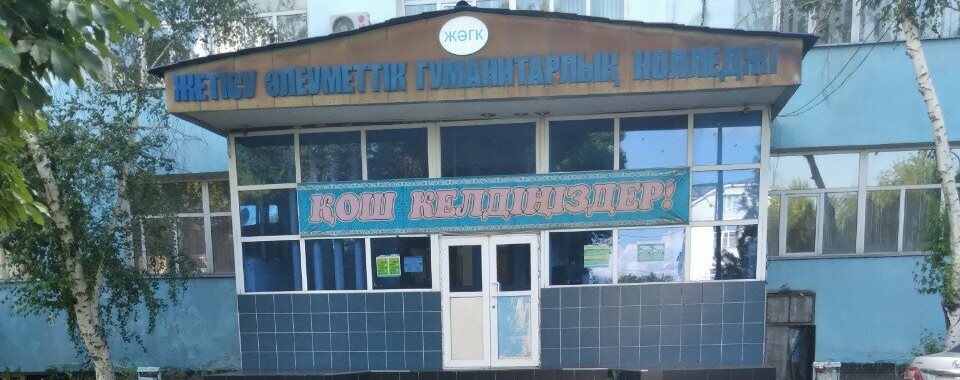 ЖӘГК
ЖЕТІСУ ӘЛЕУМЕТТІК ГУМАНИТАРЛЫҚ КОЛЛЕДЖІ
ҚОШ КЕЛДІҢІЗДЕР!